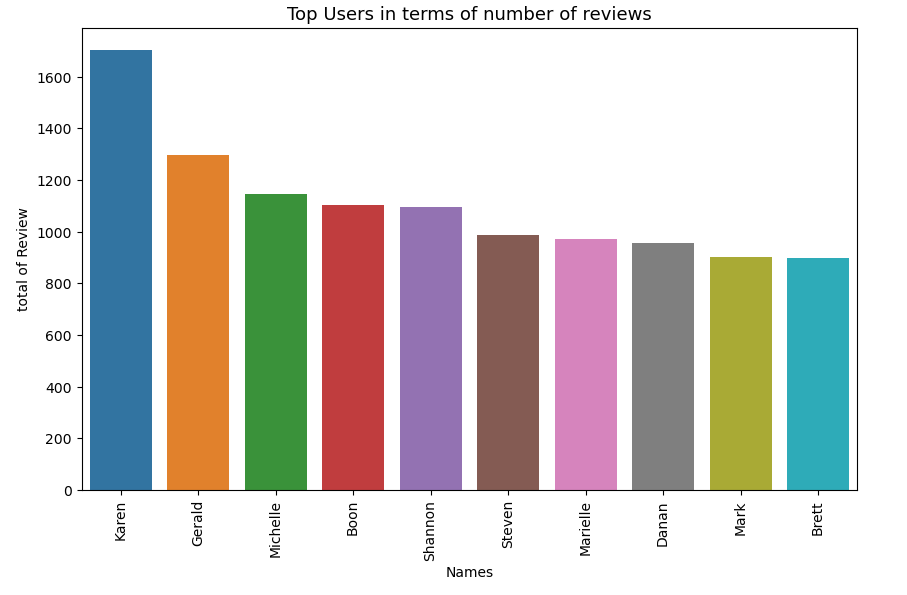 Top Users in terms of number of reviews
total of Review
1600
1400
1200
1000
800
600
400
200
0
Karen
Gerald
Michelle
Boon
Shannon
Steven
Marielle
Danan
Mark
Brett
Names